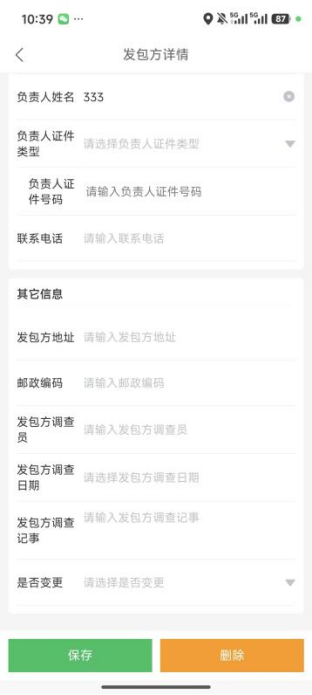 10:39 ...
5G 5G 87
发包方详情
负责人姓名 333
负责人证件
类型
请选择负责人证件类型
负责人证
件号码
请输入负责人证件号码
联系电话 请输入联系电话
其它信息
发包方地址 请输入发包方地址
邮政编码 请输入邮政编码
发包方调查
员
请输入发包方调查员
发包方调查
日期
请选择发包方调查日期
发包方调查
记事
请输入发包方调查记事
是否变更 请选择是否变更
保存 删除